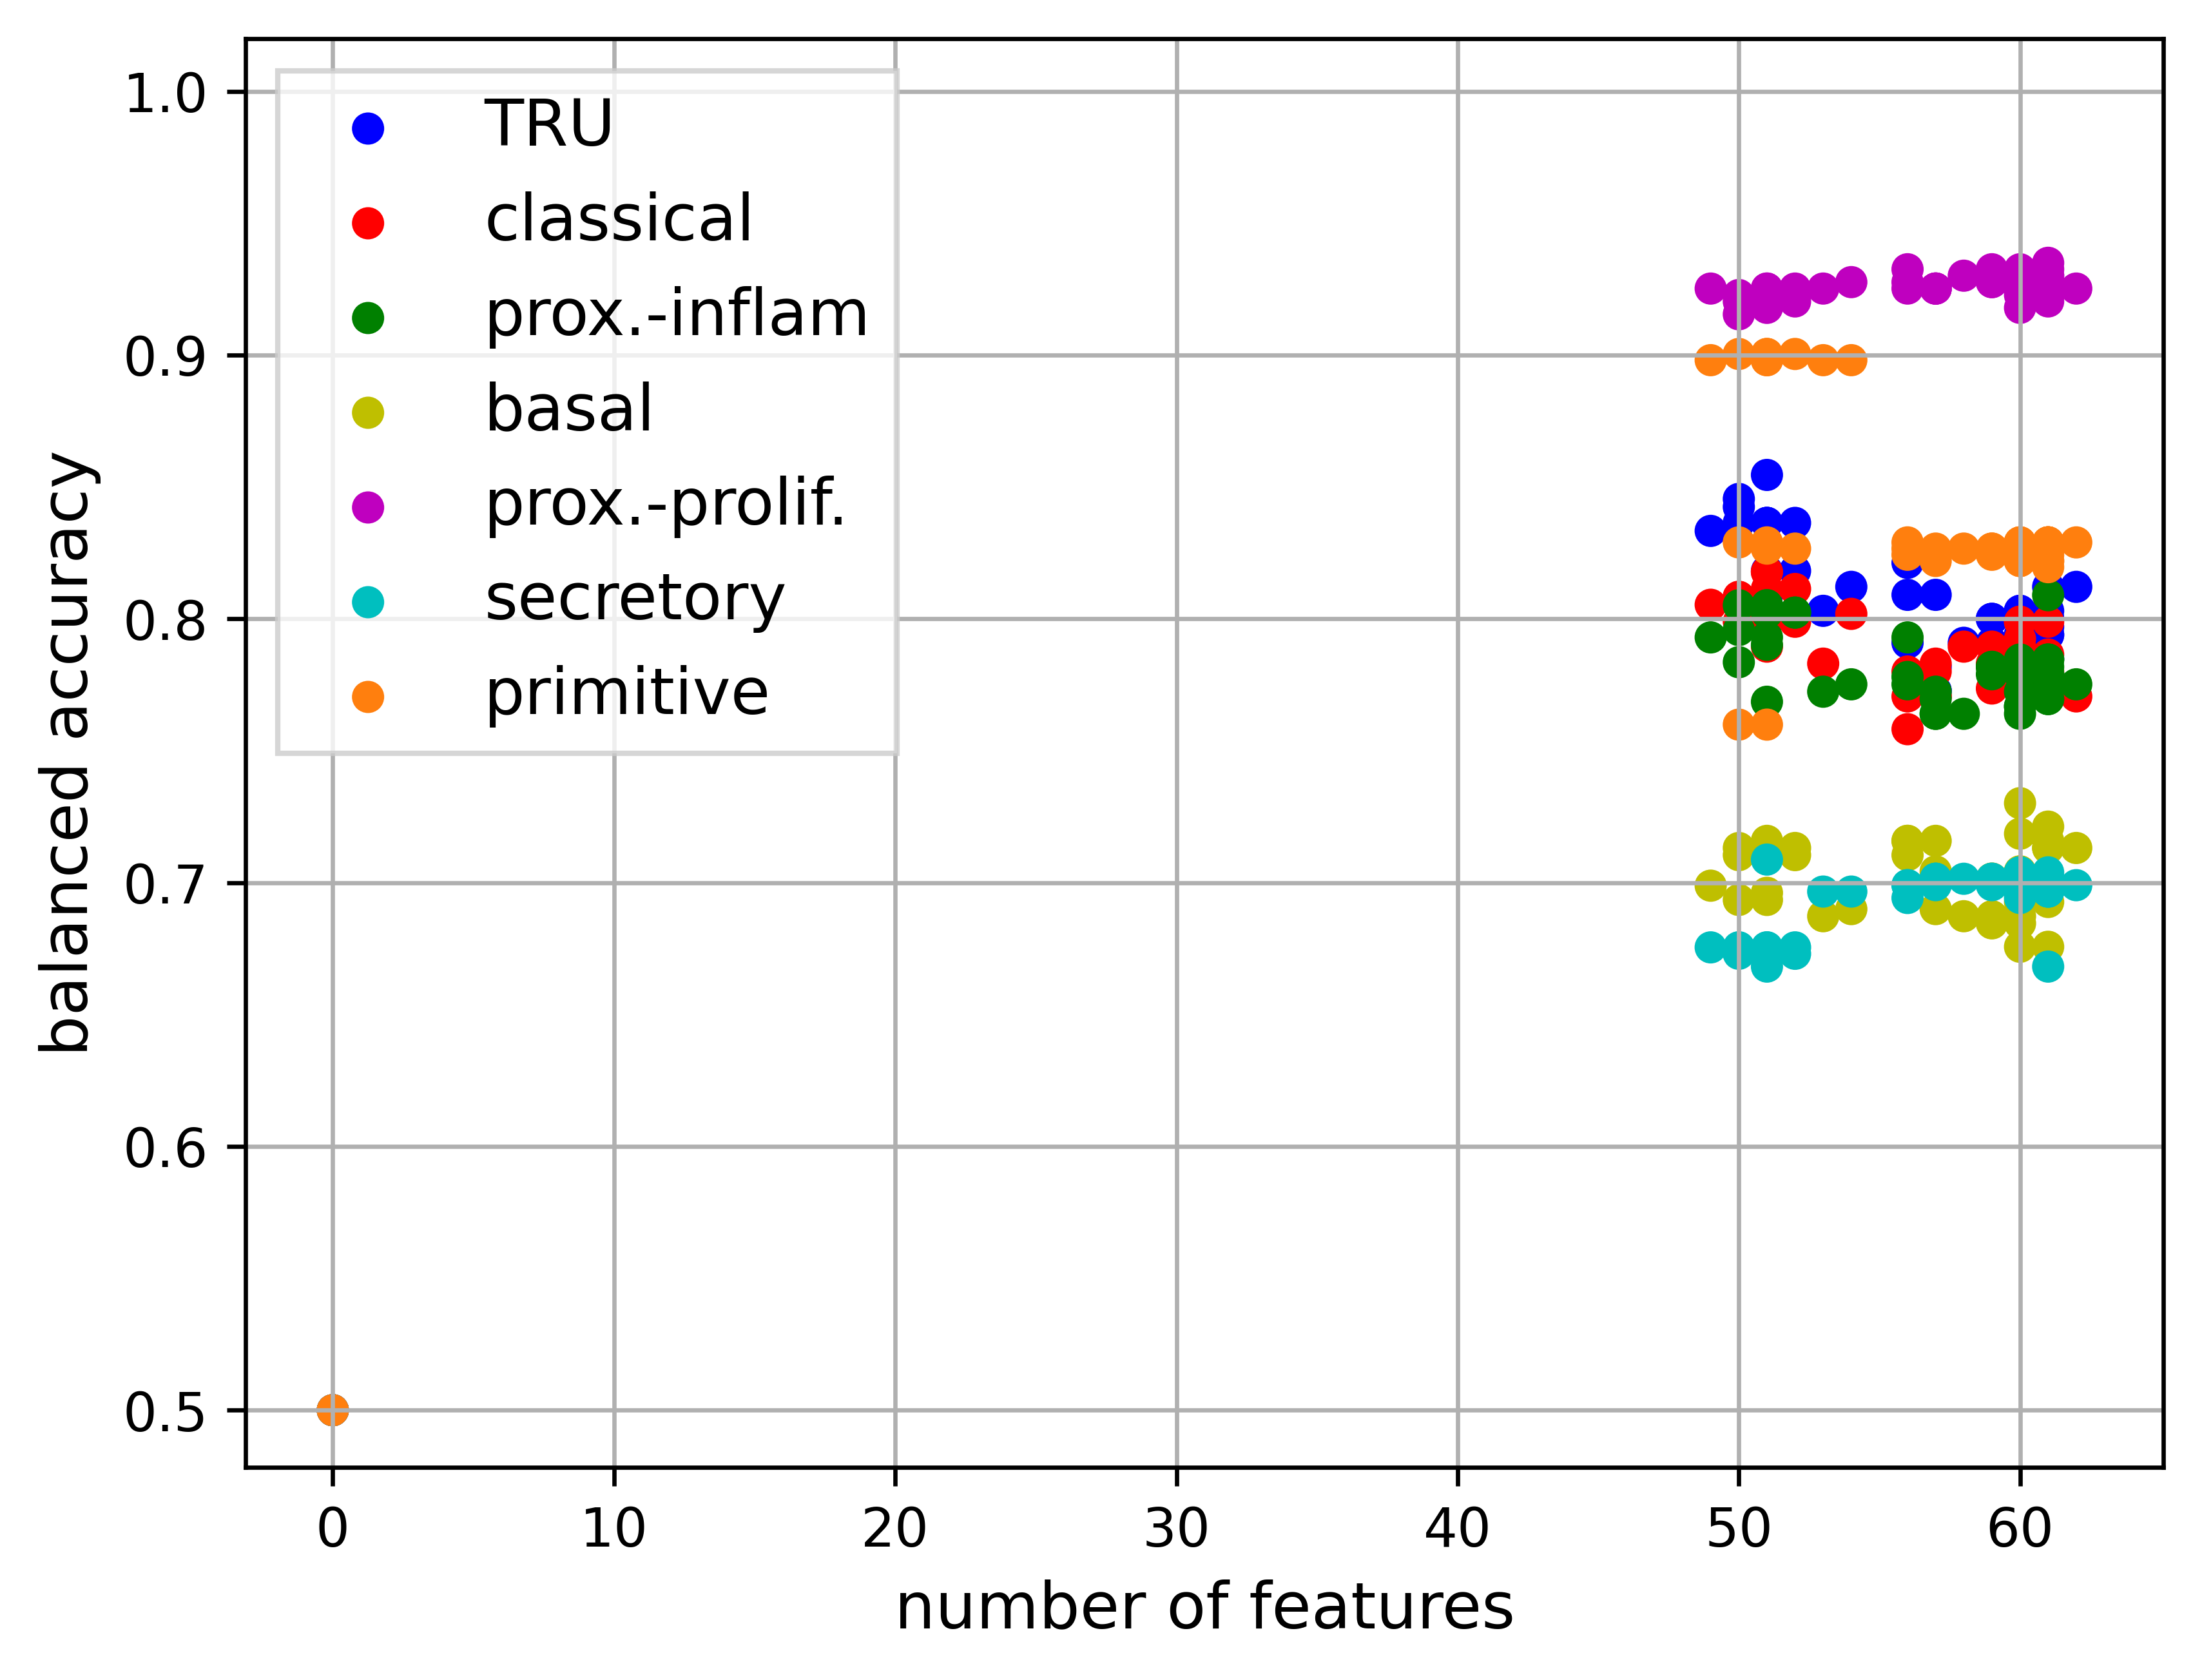 1.0
0.9
0.8
0.7
0.6
0.5
balanced accuracy
TRU
classical
prox.-inflam
basal
prox.-prolif.
secretory
primitive
0 10 20 30 40 50 60
number of features